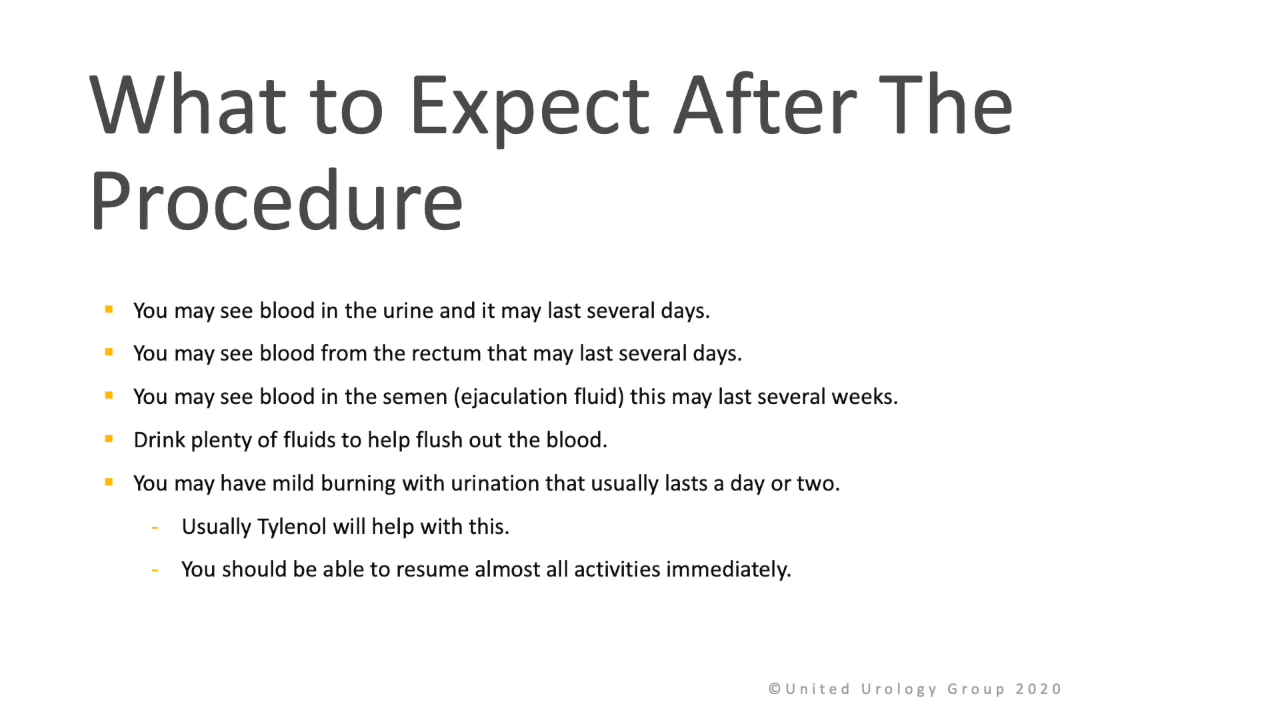 What to Expect After The
Procedure
▪ You may see blood in the urine and it may last several days.
▪ You may see blood from the rectum that may last several days.
▪ You may see blood in the semen (ejaculation fluid) this may last several weeks.
▪ Drink plenty of fluids to help flush out the blood.
▪ You may have mild burning with urination that usually lasts a day or two.
- Usually Tylenol will help with this.
- You should be able to resume almost all activities immediately.
©United Urology Group 2020